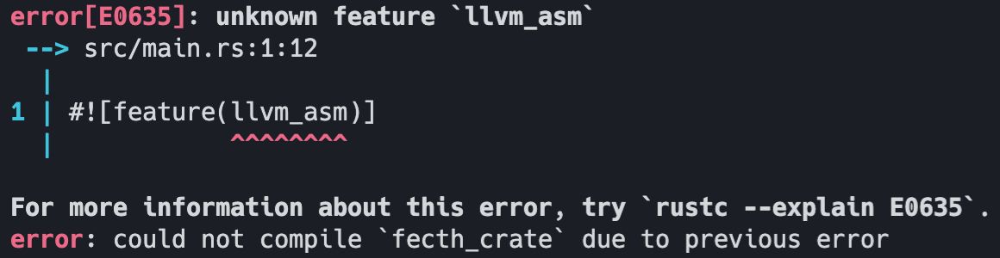 error[E0635]: unknown feature `llvm_asm`
 --> src/main.rs:1:12
  |
1 | #![feature(llvm_asm)]
  |            ^^^^^^^^

For more information about this error, try `rustc --explain E0635`.
error: could not compile `fecth_crate` due to previous error